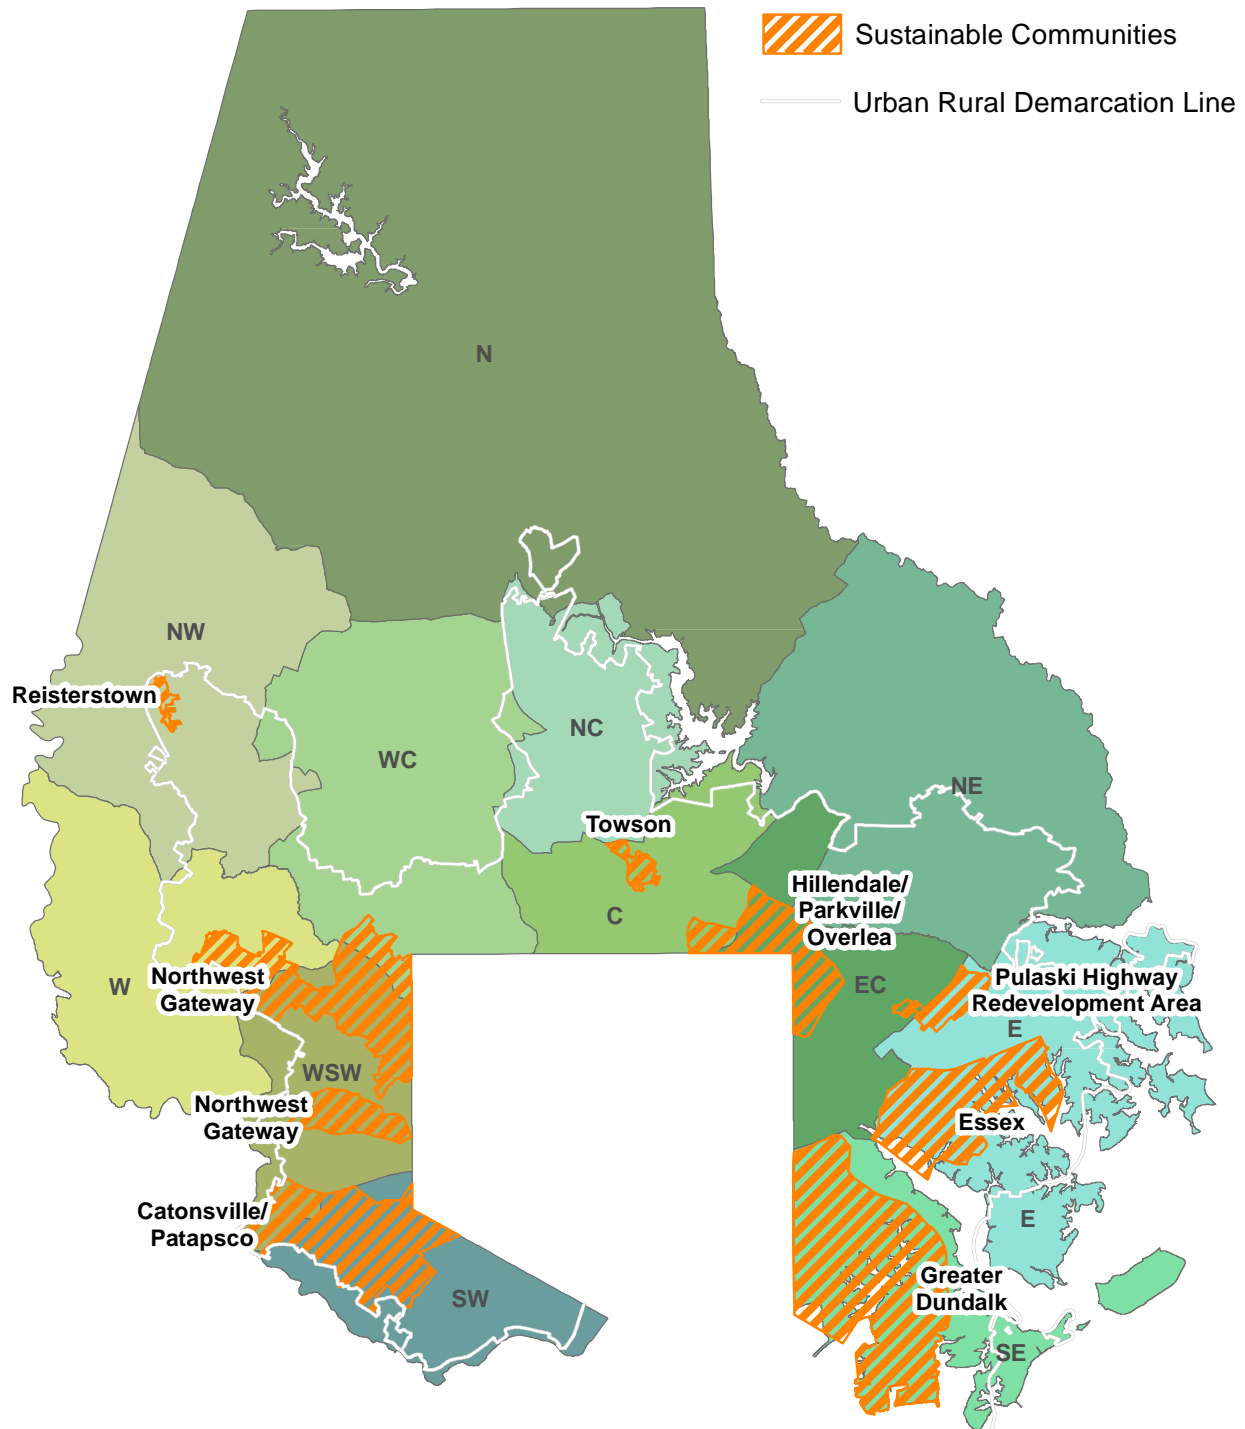 Sustainable Communities
Urban Rural Demarcation Line
N
NW
Reisterstown
NC
WC
NE
Towson
Hillendale/
Parkville/
Overlea
C
Northwest
Gateway
W
EC
Pulaski Highway
Redevelopment Area
E
WSW
Northwest
Gateway
Essex
Catonsville/
Patapsco
E
Greater
Dundalk
SW
SE